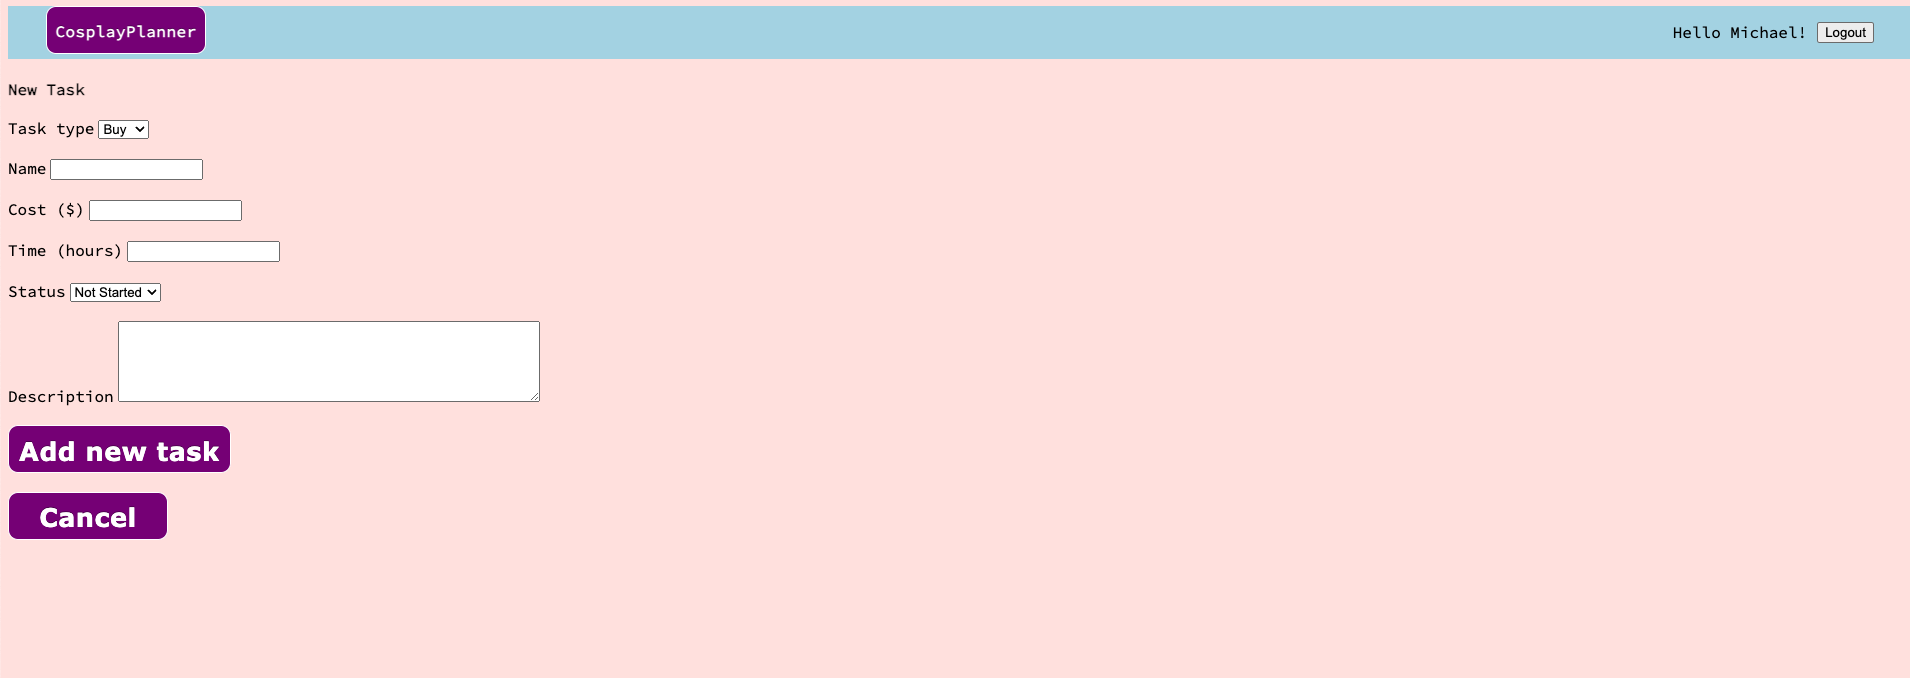 CosplayPlanner
Hello Michael! Logout
New Task
Task type Buy
Name
Cost ($)
Time (hours)
Status Not Started
Description
Add new task
Cancel